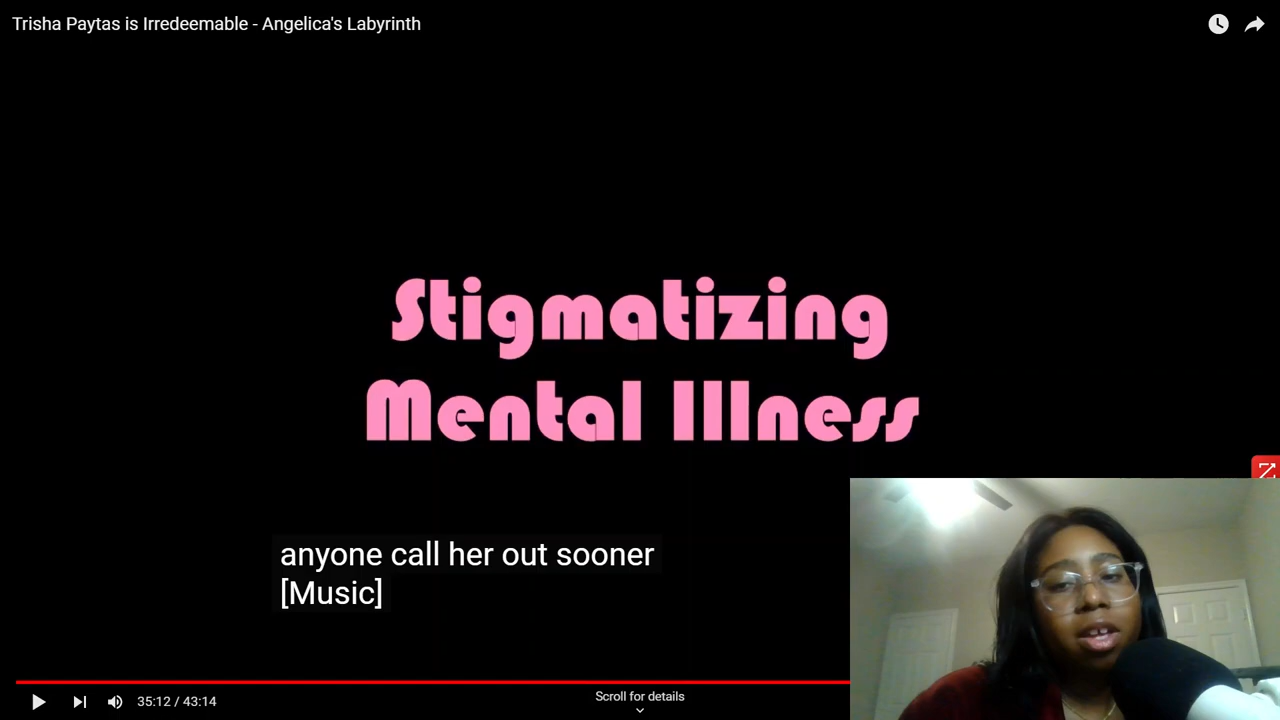 Trisha Paytas is Irredeemable - Angelica's Labyrinth
Stigmatizing
Mental Illness
anyone call her out sooner
[Music]
35:12 / 43:14
Scroll for details